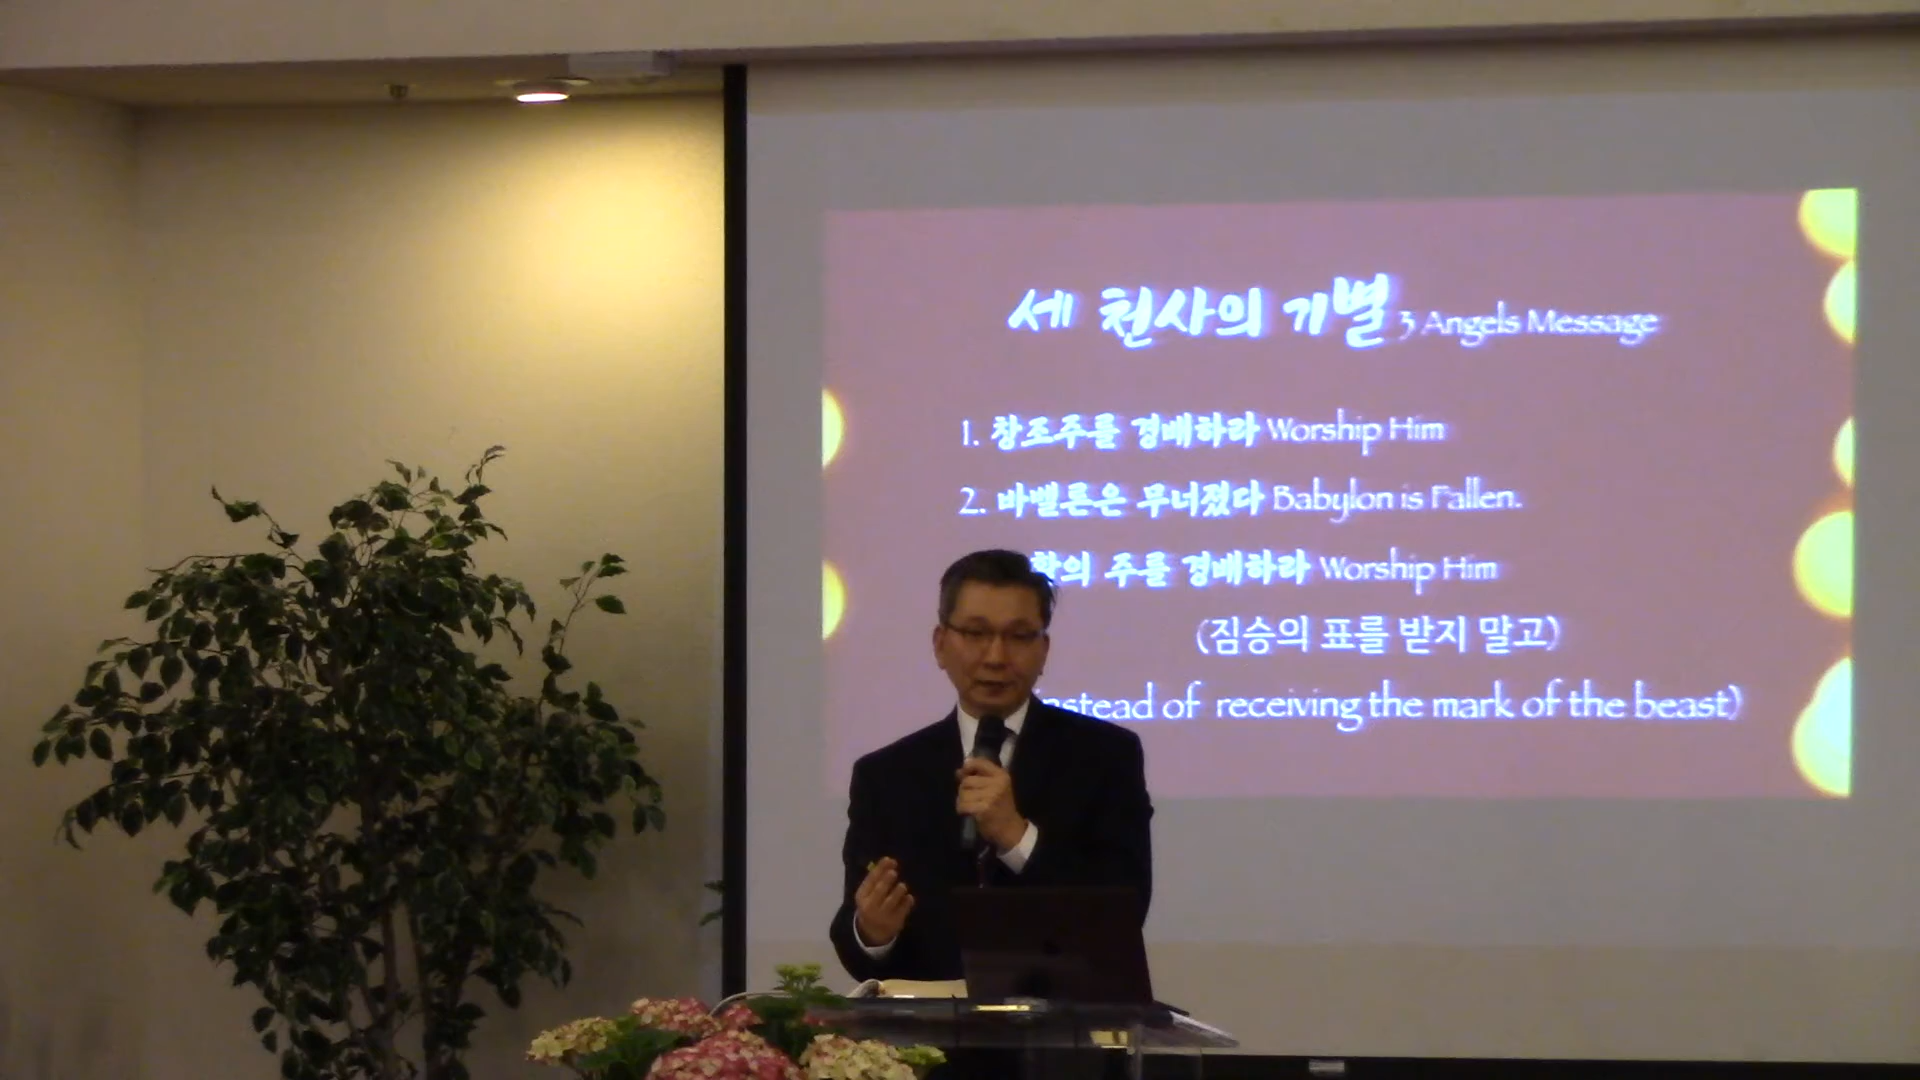 세 천사의 기별 3 Angels Message
1. 창조주를 경배하라 Worship Him
2. 바벨론은 무너졌다 Babylon is Fallen.
주를 경배하라 Worship Him
(짐승의 표를 받지 말고)
of receiving the mark of the beast)